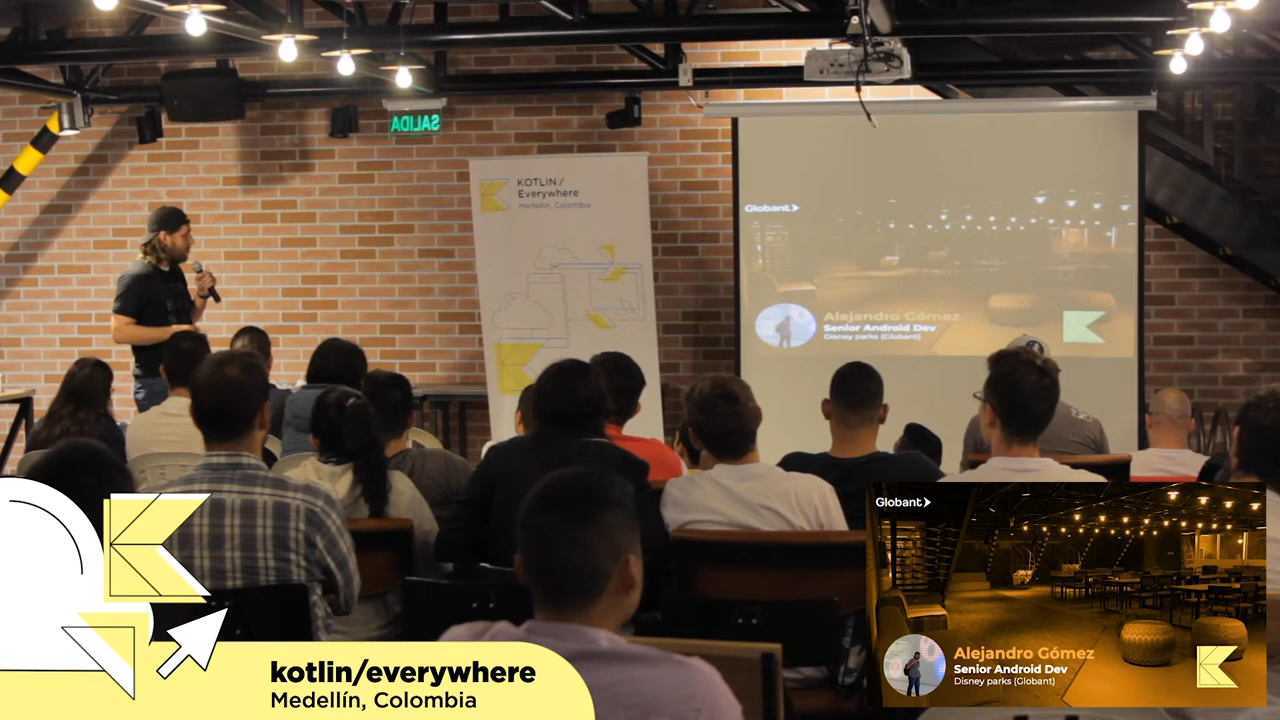 SALIDA
KOTLIN/
Everywhere
Medellín, Colombia
Globant
Alejandro Gómez
Senior Android Dev
Disney parks (Globant)
Globant
Alejandro Gómez
Senior Android Dev
Disney parks (Globant)
kotlin/everywhere
Medellín, Colombia